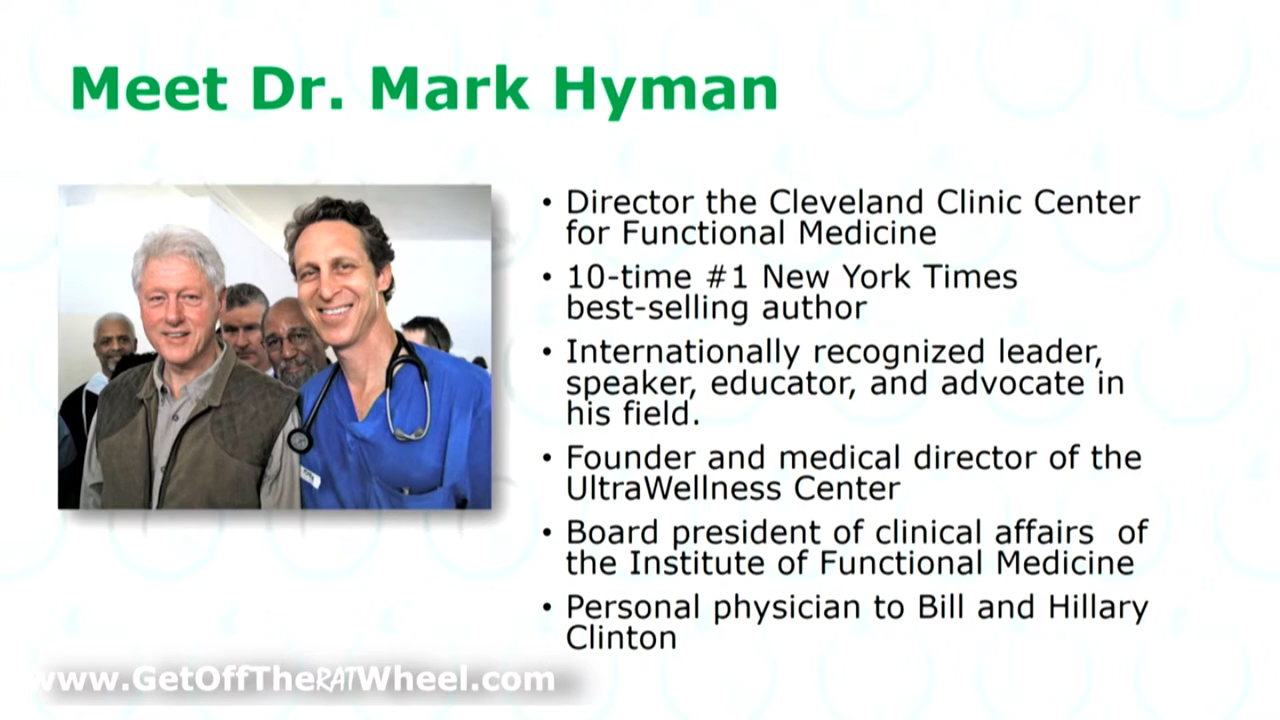 Meet Dr. Mark Hyman
• Director the Cleveland Clinic Center
for Functional Medicine
• 10-time #1 New York Times
best-selling author
• Internationally recognized leader,
speaker, educator, and advocate in
his field.
• Founder and medical director of the
UltraWellness Center
• Board president of clinical affairs  of
the Institute of Functional Medicine
• Personal physician to Bill and Hillary
Clinton
www.GetOffTheRATWheel.com